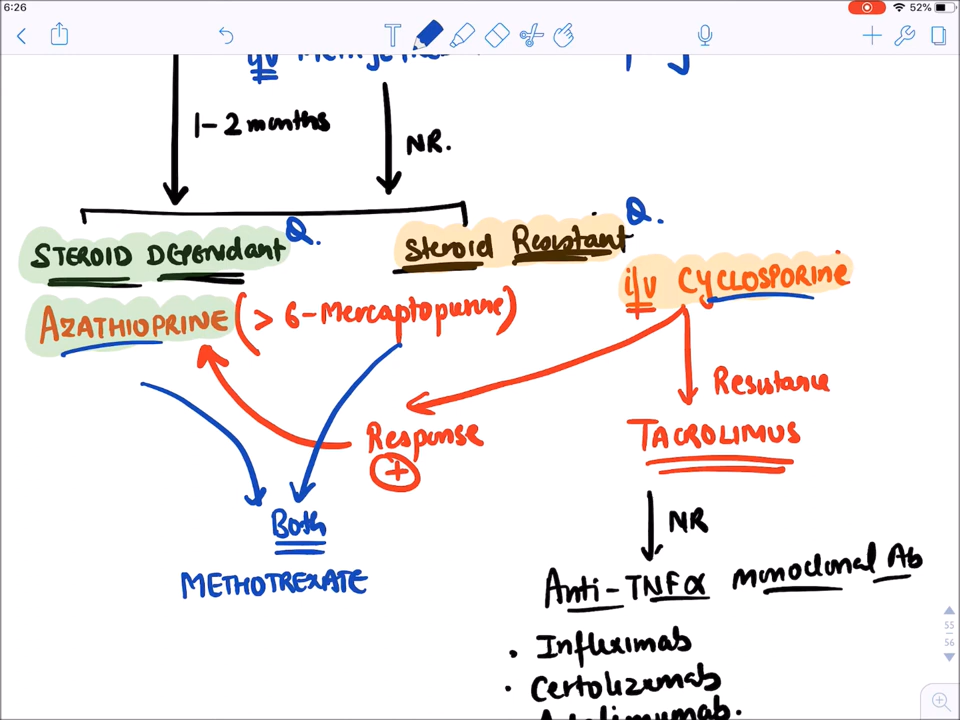 6:26
52%
T
i/v
1-2 months
NR.
STEROID DEPENDANT Q.
Steroid Resistant Q.
i/v CYCLOSPORINE
AZATHIOPRINE (> 6-Mercaptopurine)
Resistance
Response
+
TACROLIMUS
NR
Both
METHOTREXATE
Anti-TNFα monoclonal Ab
55
56
• Infliximab
• Certolizumab
Adalimumab.